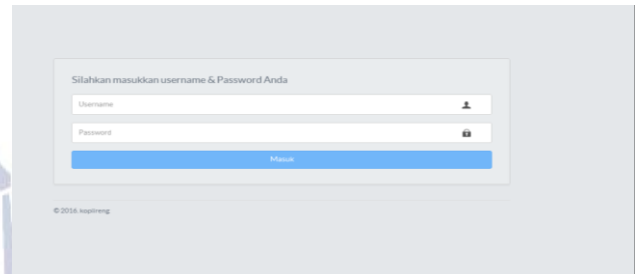 Silahkan masukkan username & Password Anda
Username
Password
Masuk
© 2016, kopiireng